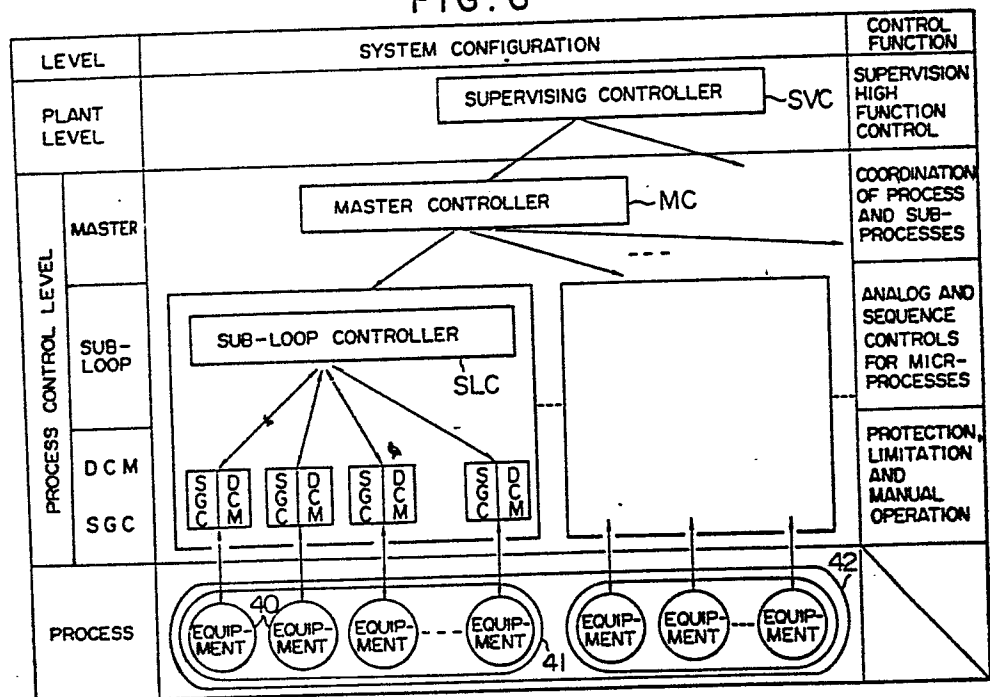 FIG. 6
LEVEL
SYSTEM CONFIGURATION
CONTROL
FUNCTION
PLANT
LEVEL
SUPERVISING CONTROLLER
SVC
SUPERVISION
HIGH
FUNCTION
CONTROL
PROCESS CONTROL LEVEL
MASTER
MASTER CONTROLLER
MC
COORDINATION
OF PROCESS
AND SUB-
PROCESSES
SUB-
LOOP
SUB-LOOP CONTROLLER
SLC
ANALOG AND
SEQUENCE
CONTROLS
FOR MICR-
PROCESSES
DCM
SGC
SGC
DCM
SGC
DCM
SGC
DCM
SGC
DCM
PROTECTION,
LIMITATION
AND
MANUAL
OPERATION
PROCESS
EQUIP-
MENT
40
EQUIP-
MENT
EQUIP-
MENT
EQUIP-
MENT
41
EQUIP-
MENT
EQUIP-
MENT
EQUIP-
MENT
42